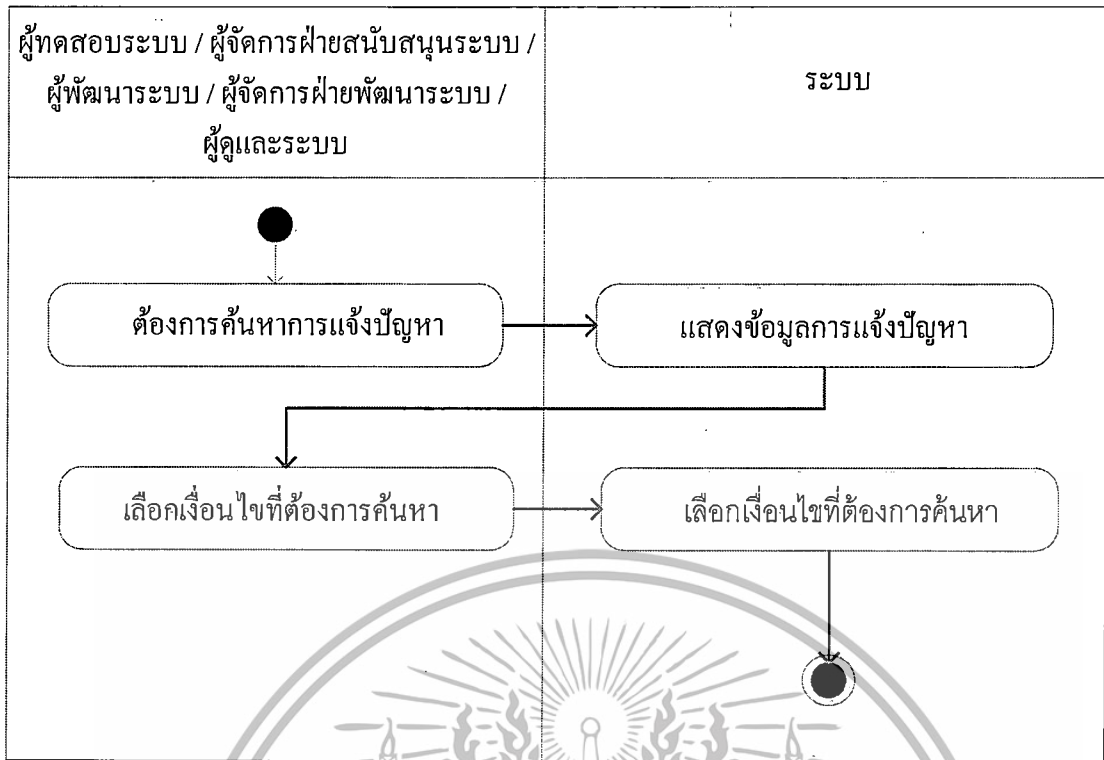 ผู้ทดสอบระบบ / ผู้จัดการฝ่ายสนับสนุนระบบ /
ผู้พัฒนาระบบ / ผู้จัดการฝ่ายพัฒนาระบบ /
ผู้ดูแลระบบ
ระบบ
ต้องการค้นหาการแจ้งปัญหา
แสดงข้อมูลการแจ้งปัญหา
เลือกเงื่อนไขที่ต้องการค้นหา
เลือกเงื่อนไขที่ต้องการค้นหา